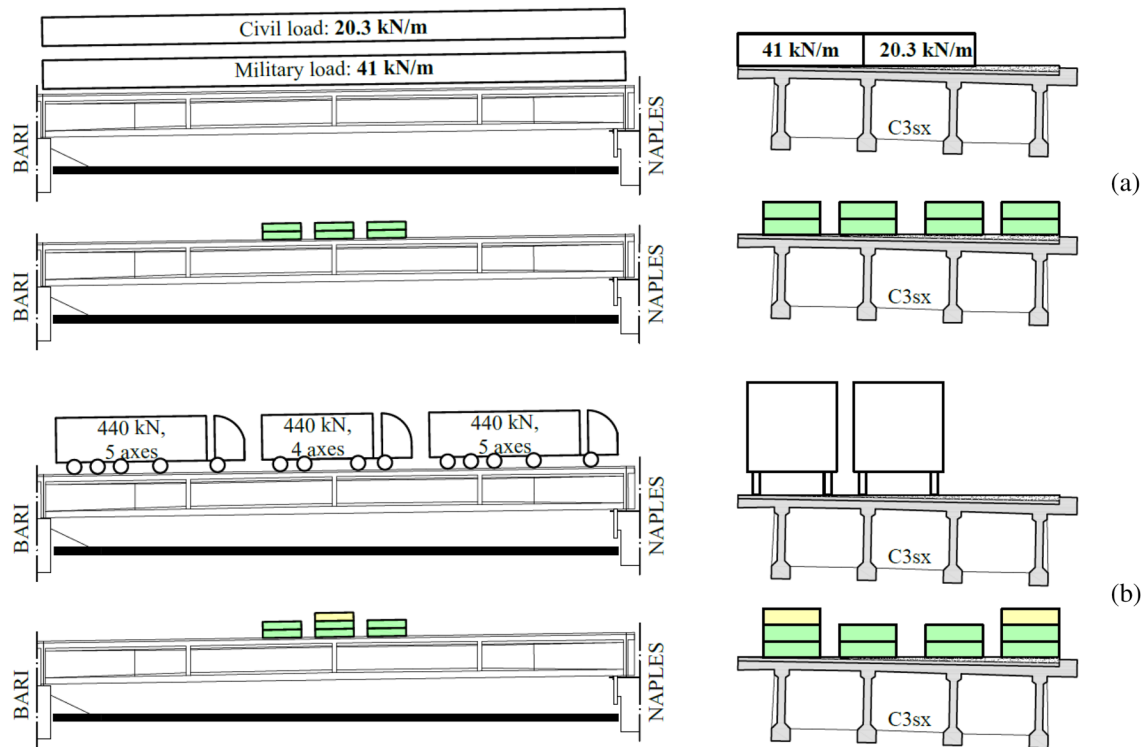 Civil load: 20.3 kN/m
Military load: 41 kN/m
BARI
NAPLES
41 kN/m 20.3 kN/m
C3sx
(a)
BARI
NAPLES
C3sx
440 kN,
5 axes
440 kN,
4 axes
440 kN,
5 axes
BARI
NAPLES
C3sx
(b)
BARI
NAPLES
C3sx